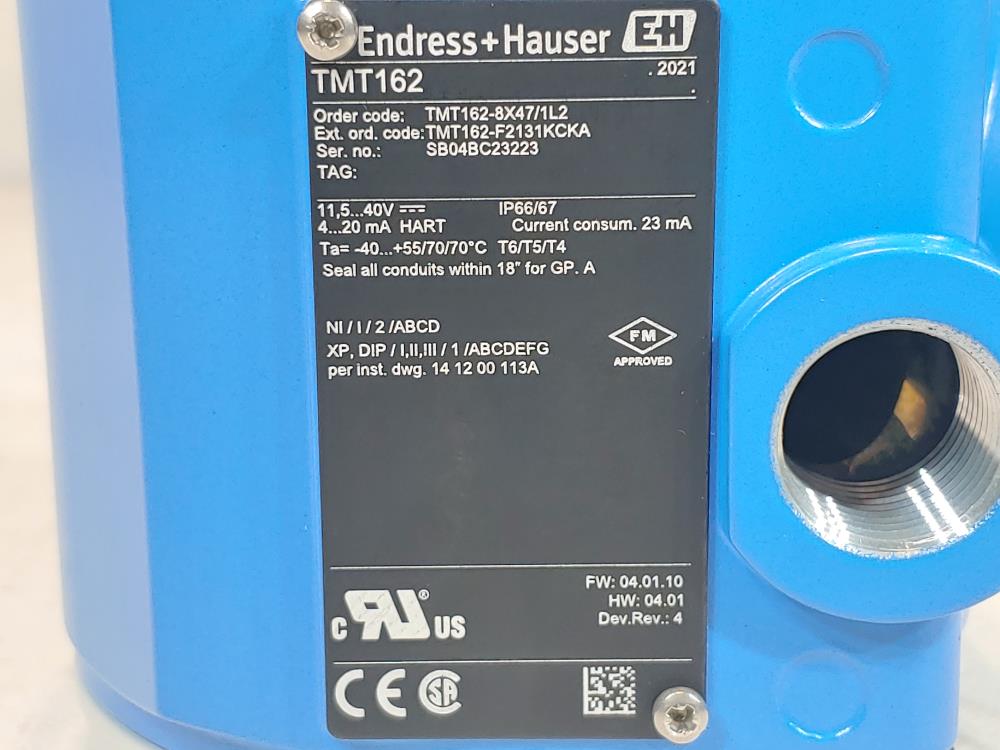 Endress+Hauser EH
TMT162 . 2021
.
Order code: TMT162-8X47/1L2
Ext. ord. code: TMT162-F2131KCKA
Ser. no.: SB04BC23223
TAG:
11,5...40V IP66/67
4...20 mA HART Current consum. 23 mA
Ta= -40...+55/70/70°C T6/T5/T4
Seal all conduits within 18" for GP. A
NI / I / 2 /ABCD
XP, DIP / I,II,III / 1 /ABCDEFG
per inst. dwg. 14 12 00 113A
FM
APPROVED
FW: 04.01.10
HW: 04.01
Dev.Rev.: 4
c RU ® US
CE SA